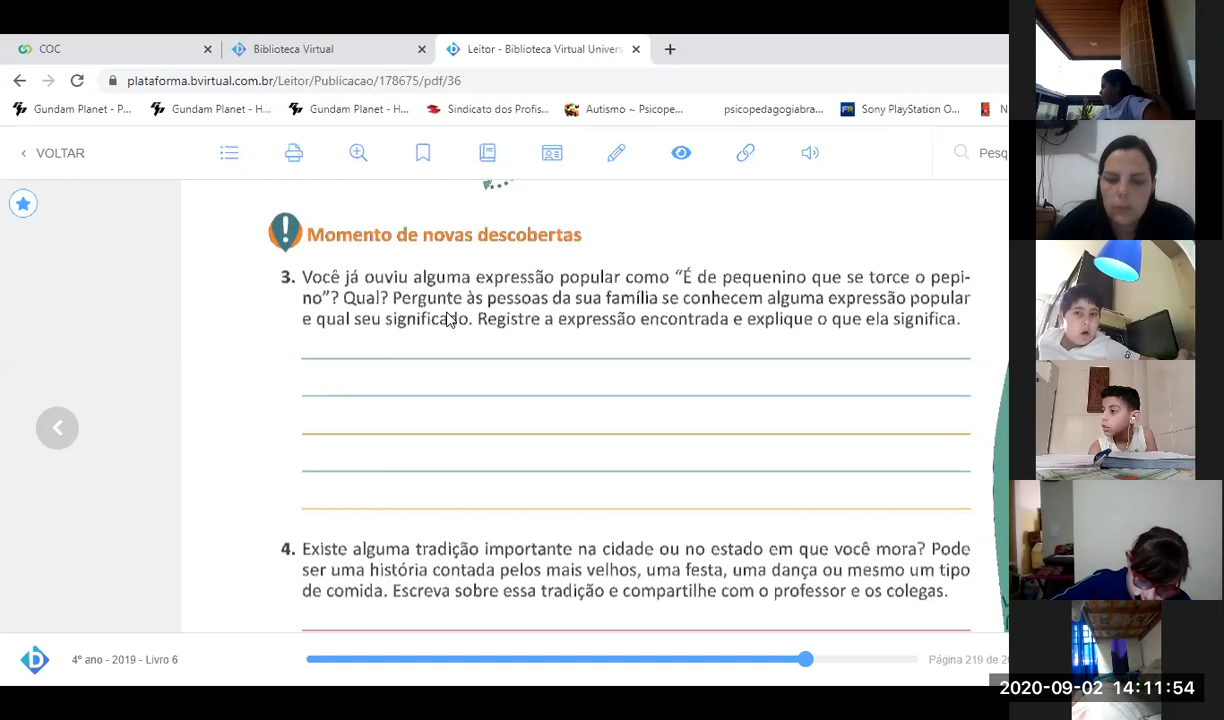 COC
Biblioteca Virtual
Leitor - Biblioteca Virtual Univers
plataforma.bvirtual.com.br/Leitor/Publicacao/178675/pdf/36
Gundam Planet - P...
Gundam Planet - H...
Gundam Planet - H...
Sindicato dos Profis...
Autismo ~ Psicope...
psicopedagogiabra...
Sony PlayStation O...
N
VOLTAR
Pesq
Momento de novas descobertas
3. Você já ouviu alguma expressão popular como “É de pequenino que se torce o pepi-
no”? Qual? Pergunte às pessoas da sua família se conhecem alguma expressão popular
e qual seu significado. Registre a expressão encontrada e explique o que ela significa.
4. Existe alguma tradição importante na cidade ou no estado em que você mora? Pode
ser uma história contada pelos mais velhos, uma festa, uma dança ou mesmo um tipo
de comida. Escreva sobre essa tradição e compartilhe com o professor e os colegas.
4º ano - 2019 - Livro 6
Página 219 de
2020-09-02 14:11:54